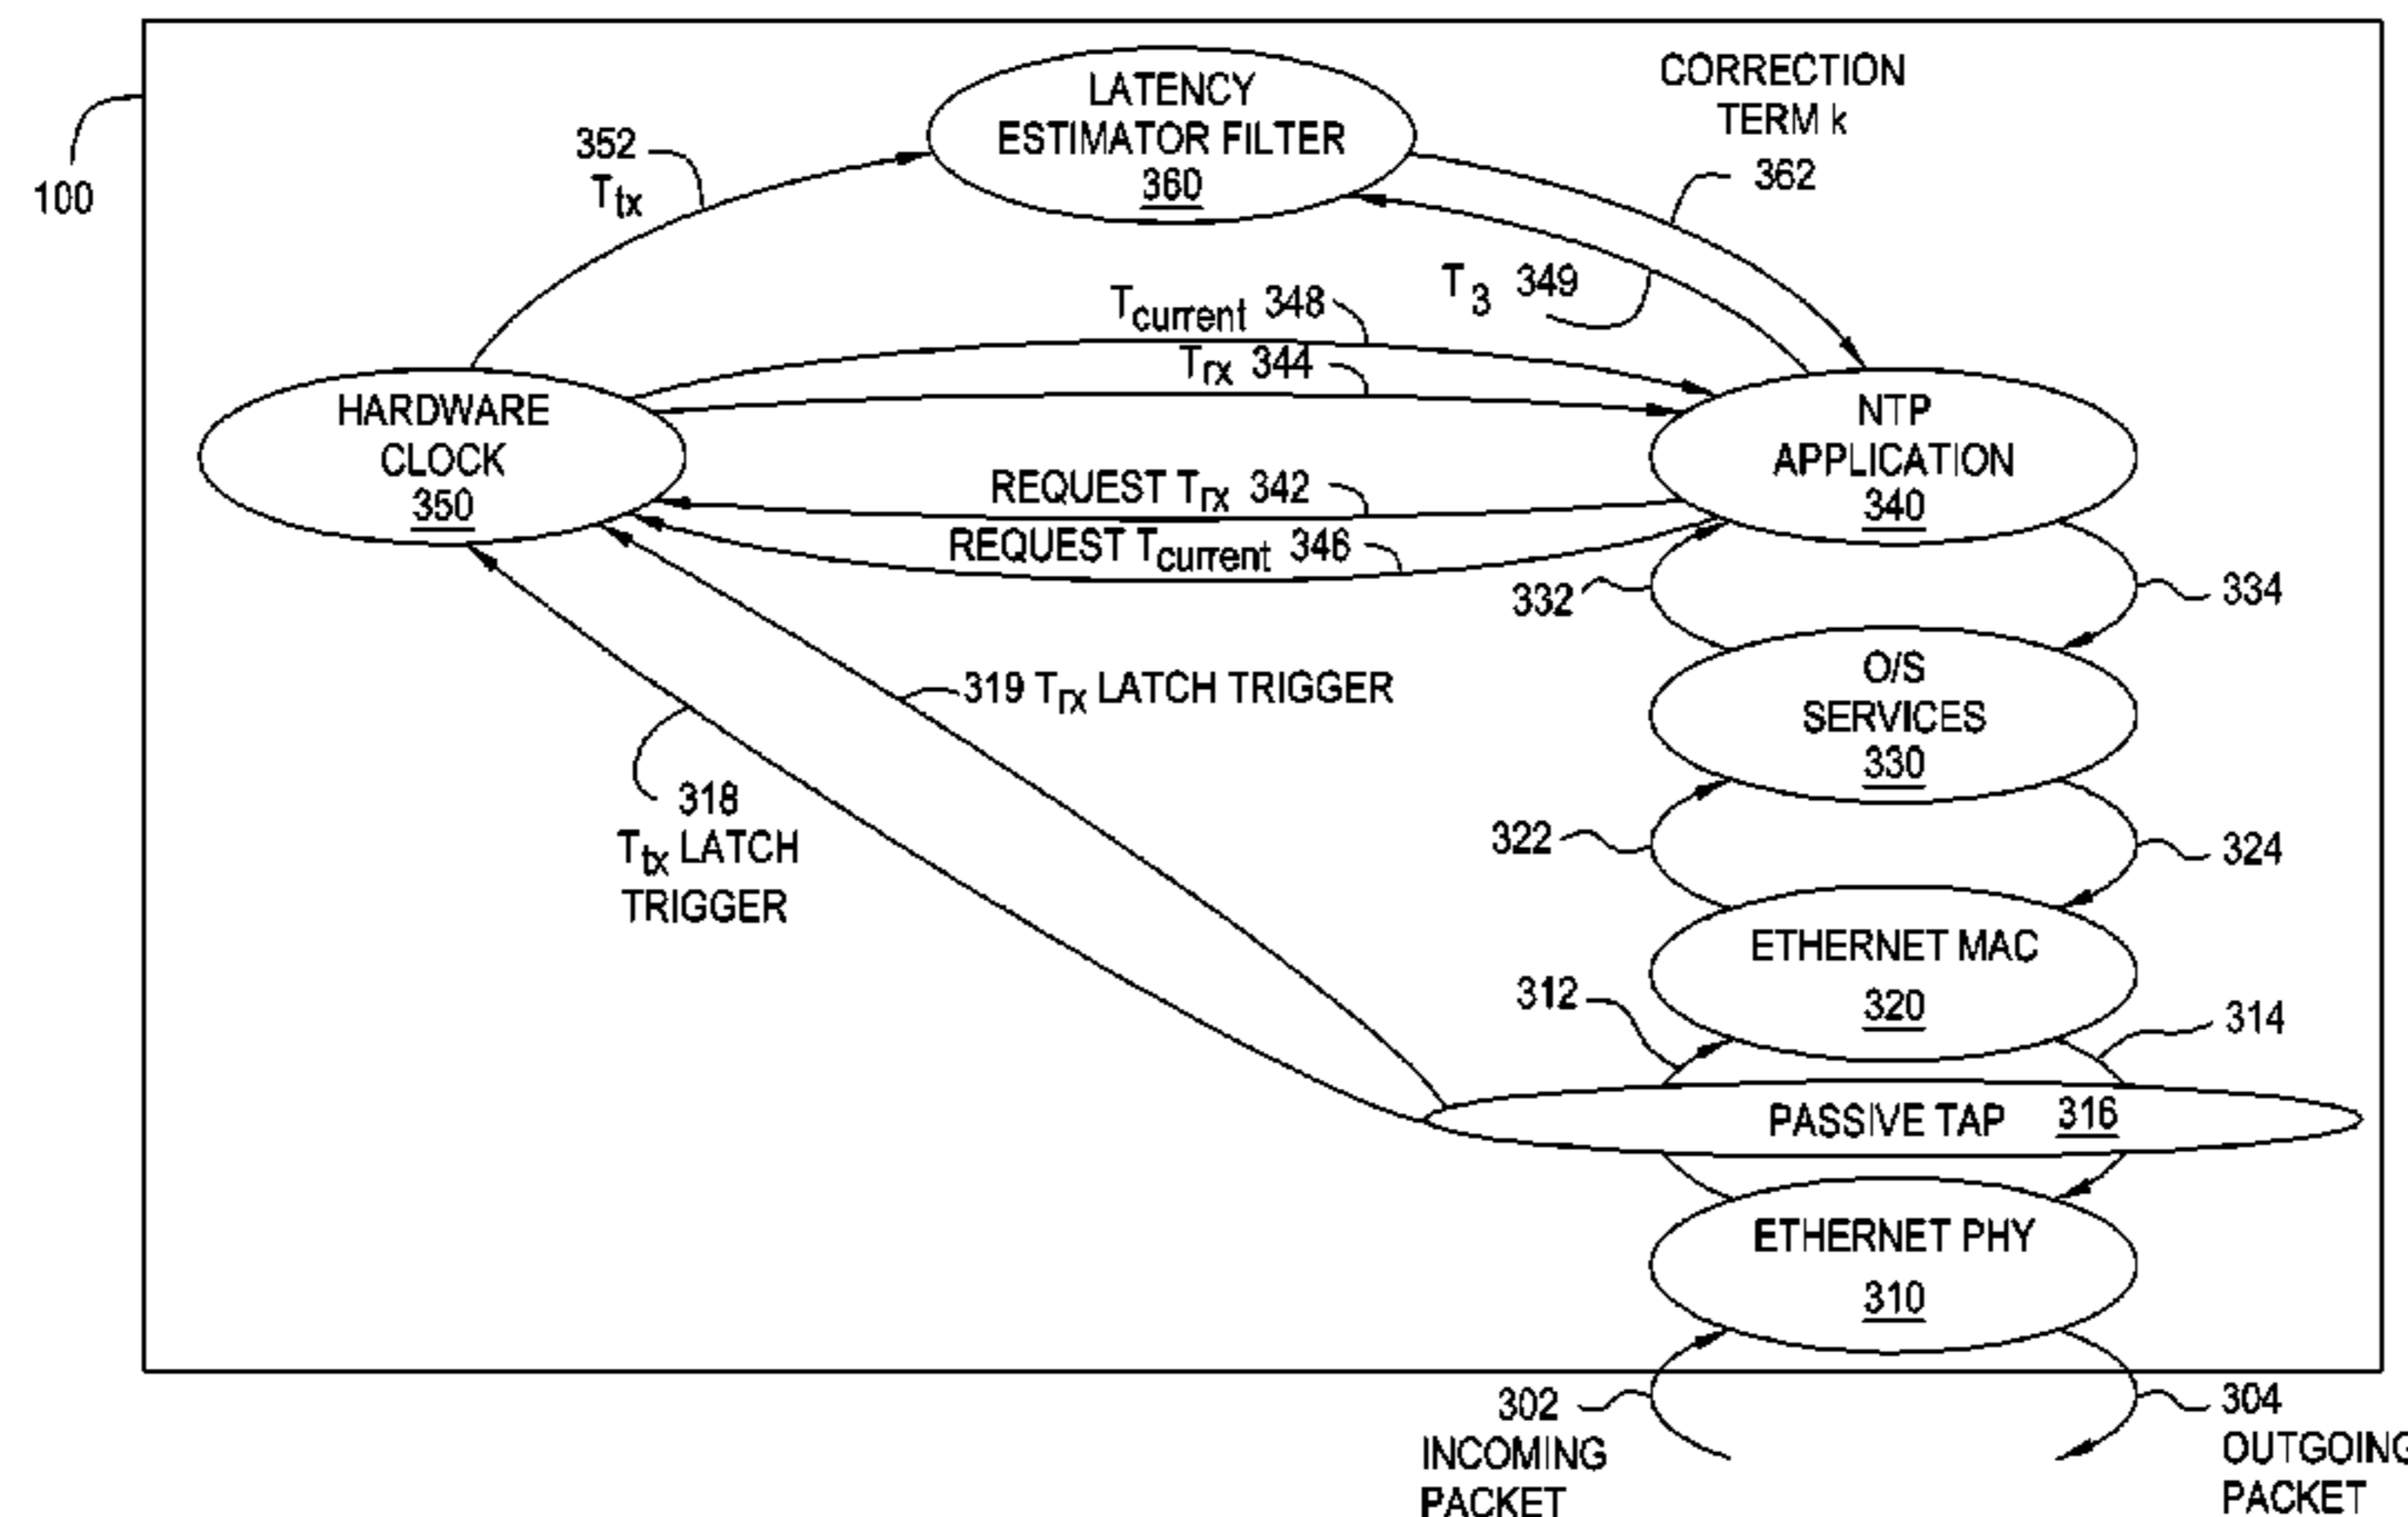 100
LATENCY
ESTIMATOR FILTER
360
CORRECTION
TERM k
362
352
Ttx
T3 349
Tcurrent 348
Trx 344
HARDWARE
CLOCK
350
NTP
APPLICATION
340
REQUEST Trx 342
REQUEST Tcurrent 346
332
334
O/S
SERVICES
330
319 Trx LATCH TRIGGER
318
Ttx LATCH
TRIGGER
322
324
ETHERNET MAC
320
312
314
PASSIVE TAP 316
ETHERNET PHY
310
302
INCOMING
PACKET
304
OUTGOING
PACKET